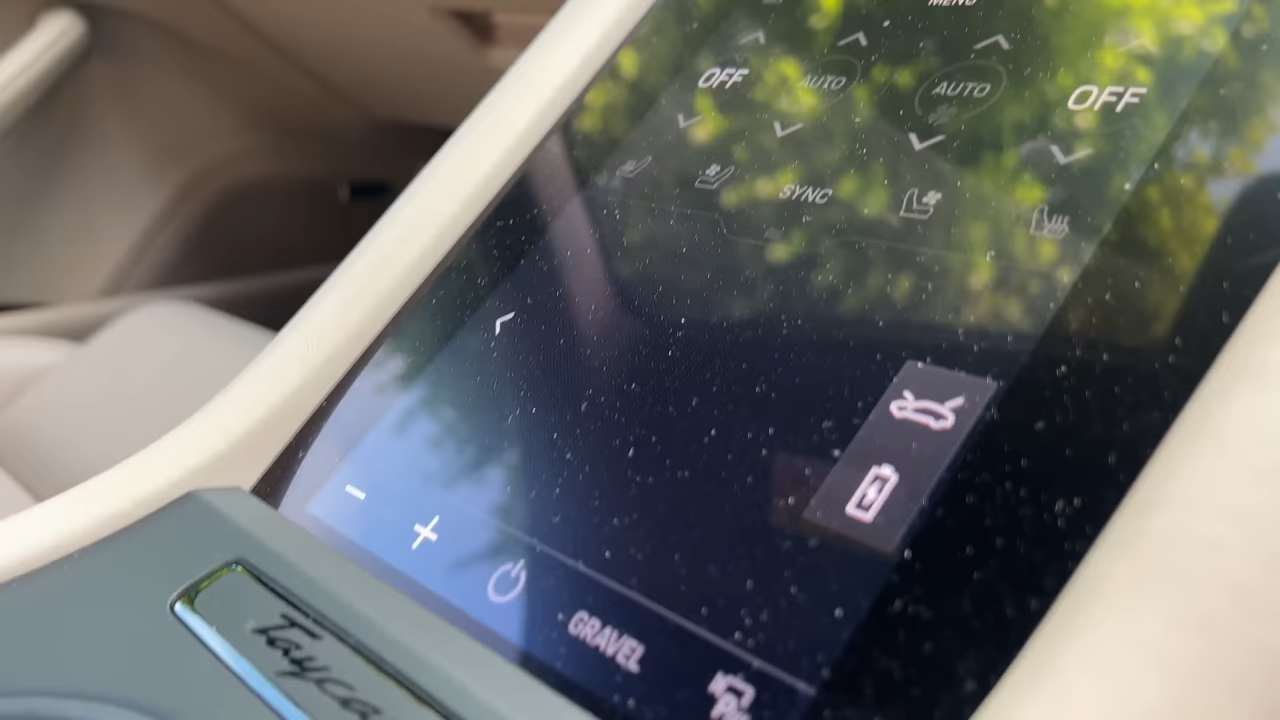 MENU
OFF AUTO AUTO OFF
SYNC
GRAVEL
Tayca